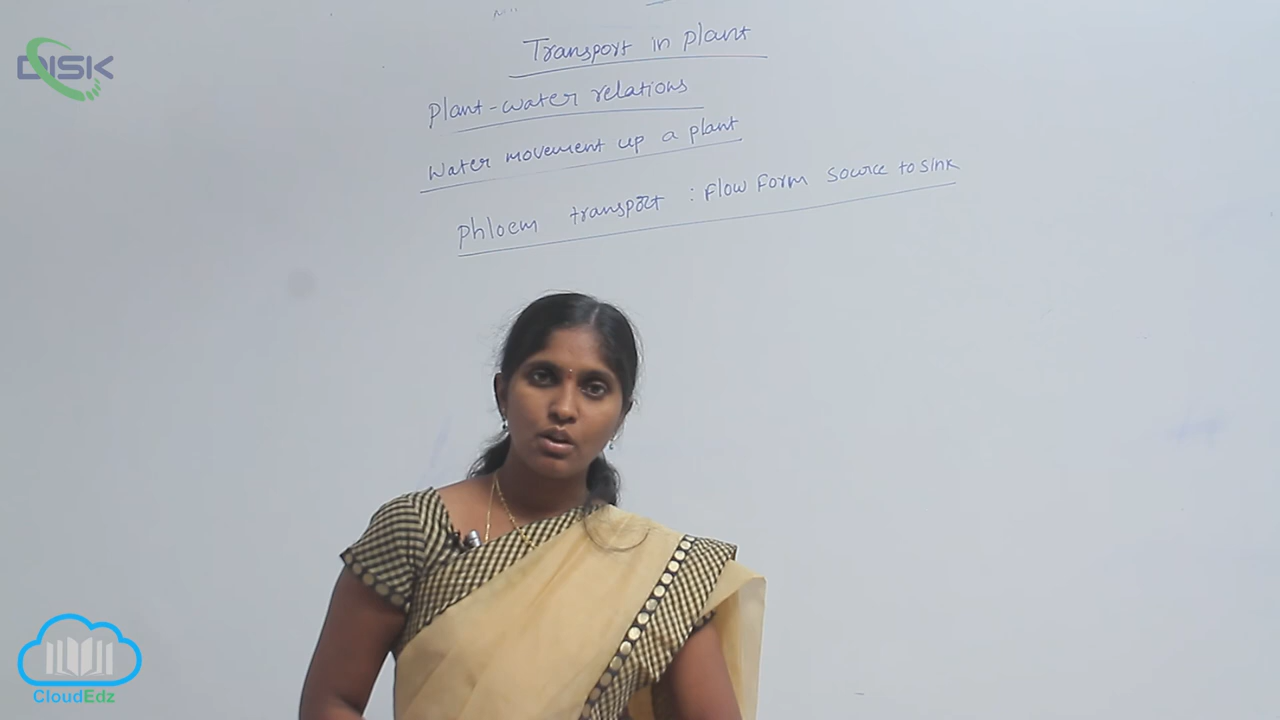 DISK
Transport in plant
Plant-water relations
Water movement up a plant
Phloem transport : Flow Form source to sink
CloudEdz